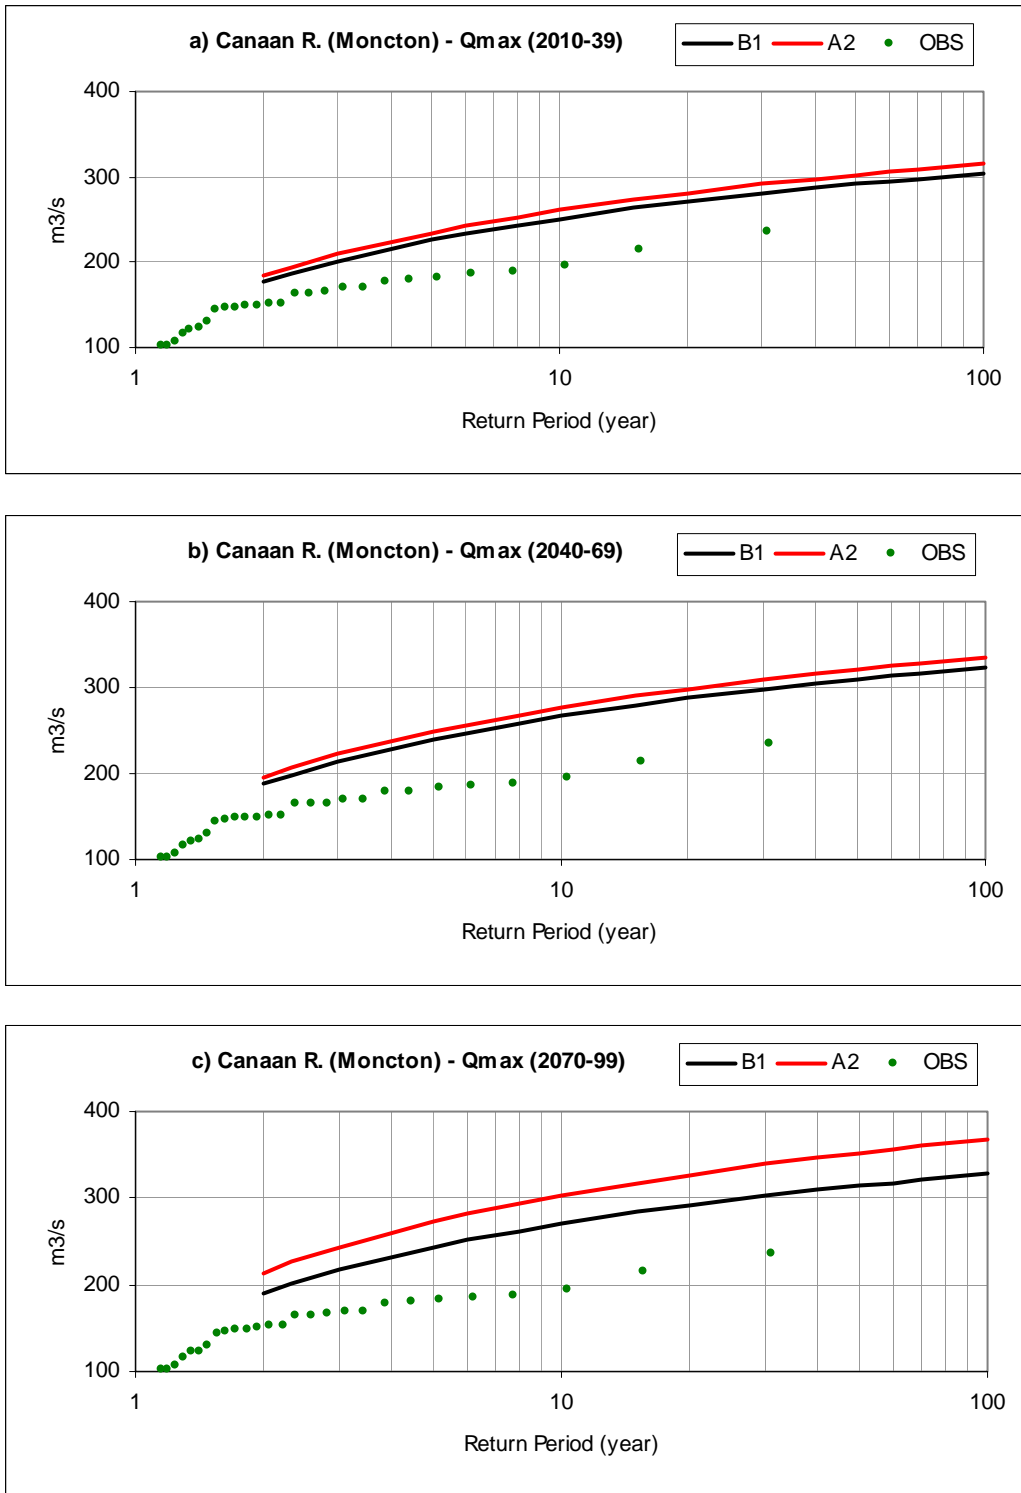 a) Canaan R. (Moncton) - Qmax (2010-39)
B1 A2 OBS
400
300
200
100
m3/s
1 10 100
Return Period (year)
b) Canaan R. (Moncton) - Qmax (2040-69)
B1 A2 OBS
400
300
200
100
m3/s
1 10 100
Return Period (year)
c) Canaan R. (Moncton) - Qmax (2070-99)
B1 A2 OBS
400
300
200
100
m3/s
1 10 100
Return Period (year)